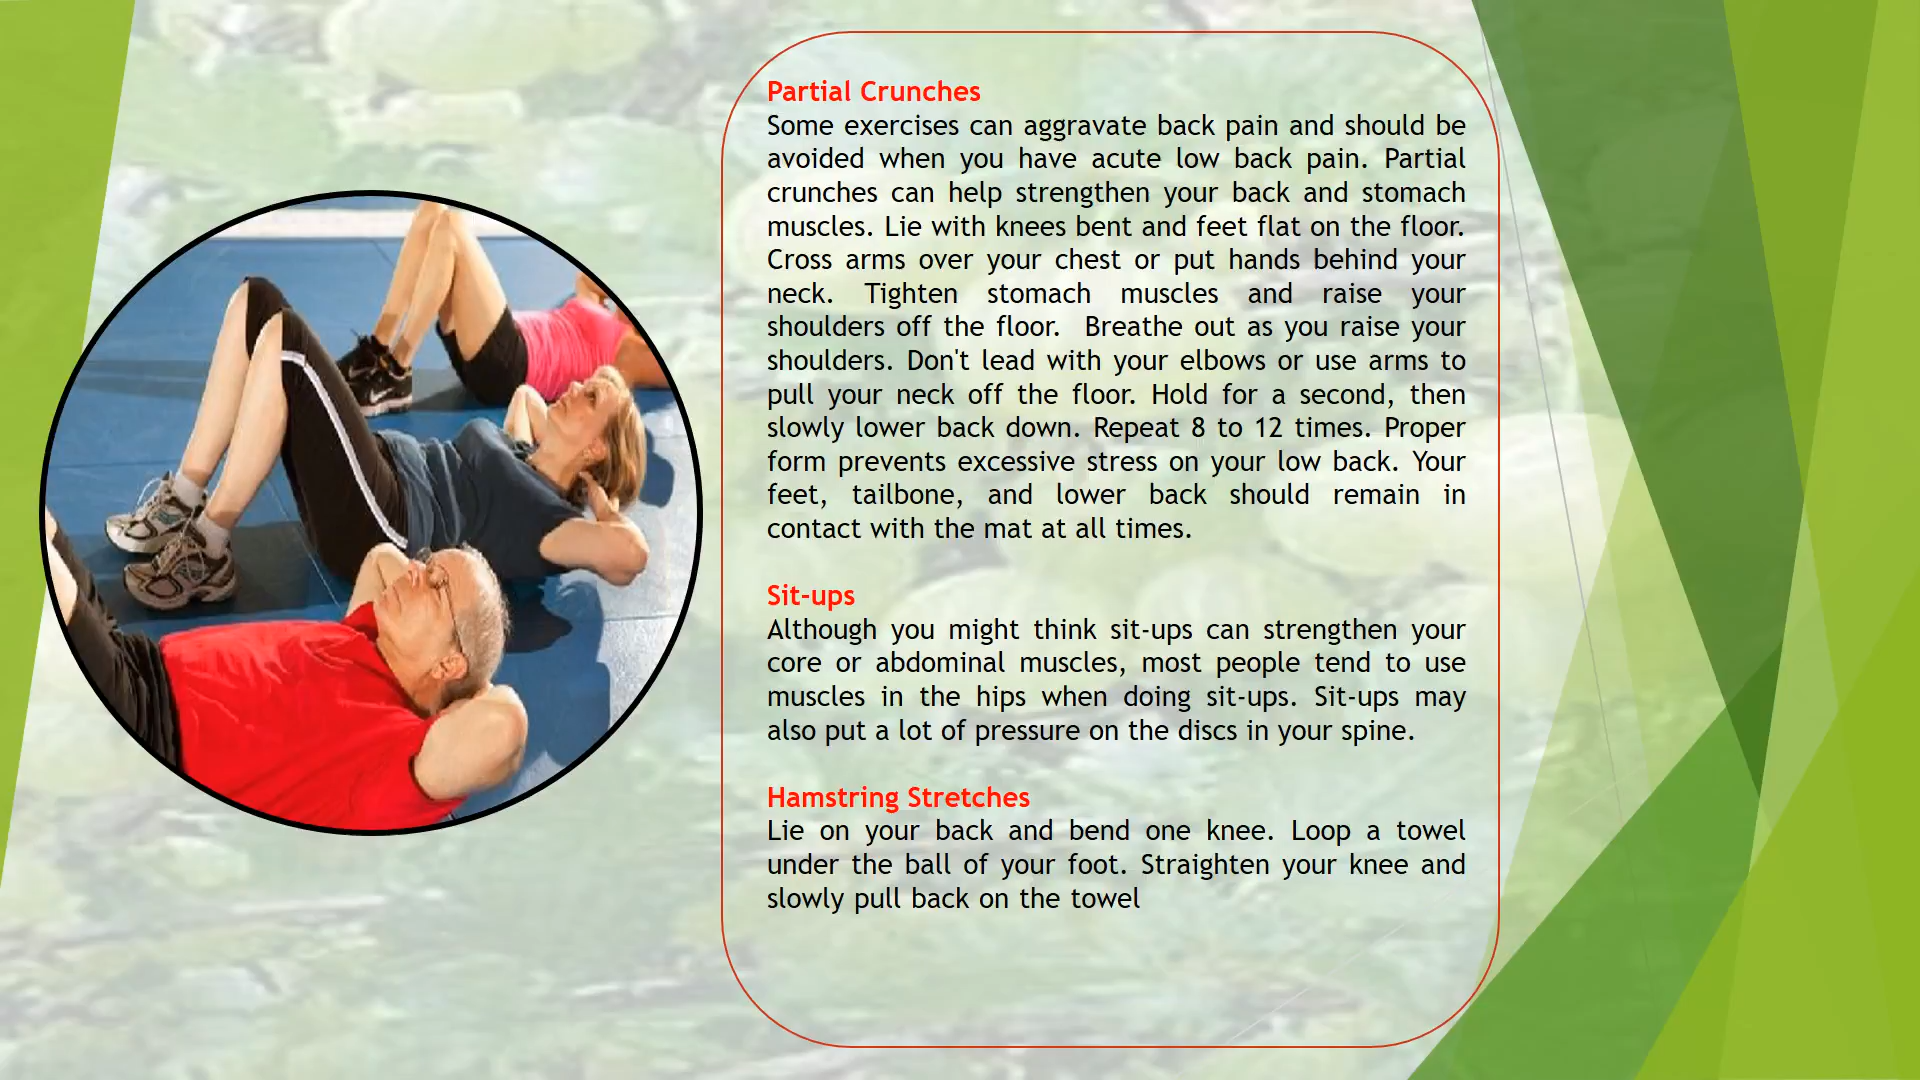 Partial Crunches
Some exercises can aggravate back pain and should be
avoided when you have acute low back pain. Partial
crunches can help strengthen your back and stomach
muscles. Lie with knees bent and feet flat on the floor.
Cross arms over your chest or put hands behind your
neck. Tighten stomach muscles and raise your
shoulders off the floor.  Breathe out as you raise your
shoulders. Don't lead with your elbows or use arms to
pull your neck off the floor. Hold for a second, then
slowly lower back down. Repeat 8 to 12 times. Proper
form prevents excessive stress on your low back. Your
feet, tailbone, and lower back should remain in
contact with the mat at all times.
Sit-ups
Although you might think sit-ups can strengthen your
core or abdominal muscles, most people tend to use
muscles in the hips when doing sit-ups. Sit-ups may
also put a lot of pressure on the discs in your spine.
Hamstring Stretches
Lie on your back and bend one knee. Loop a towel
under the ball of your foot. Straighten your knee and
slowly pull back on the towel